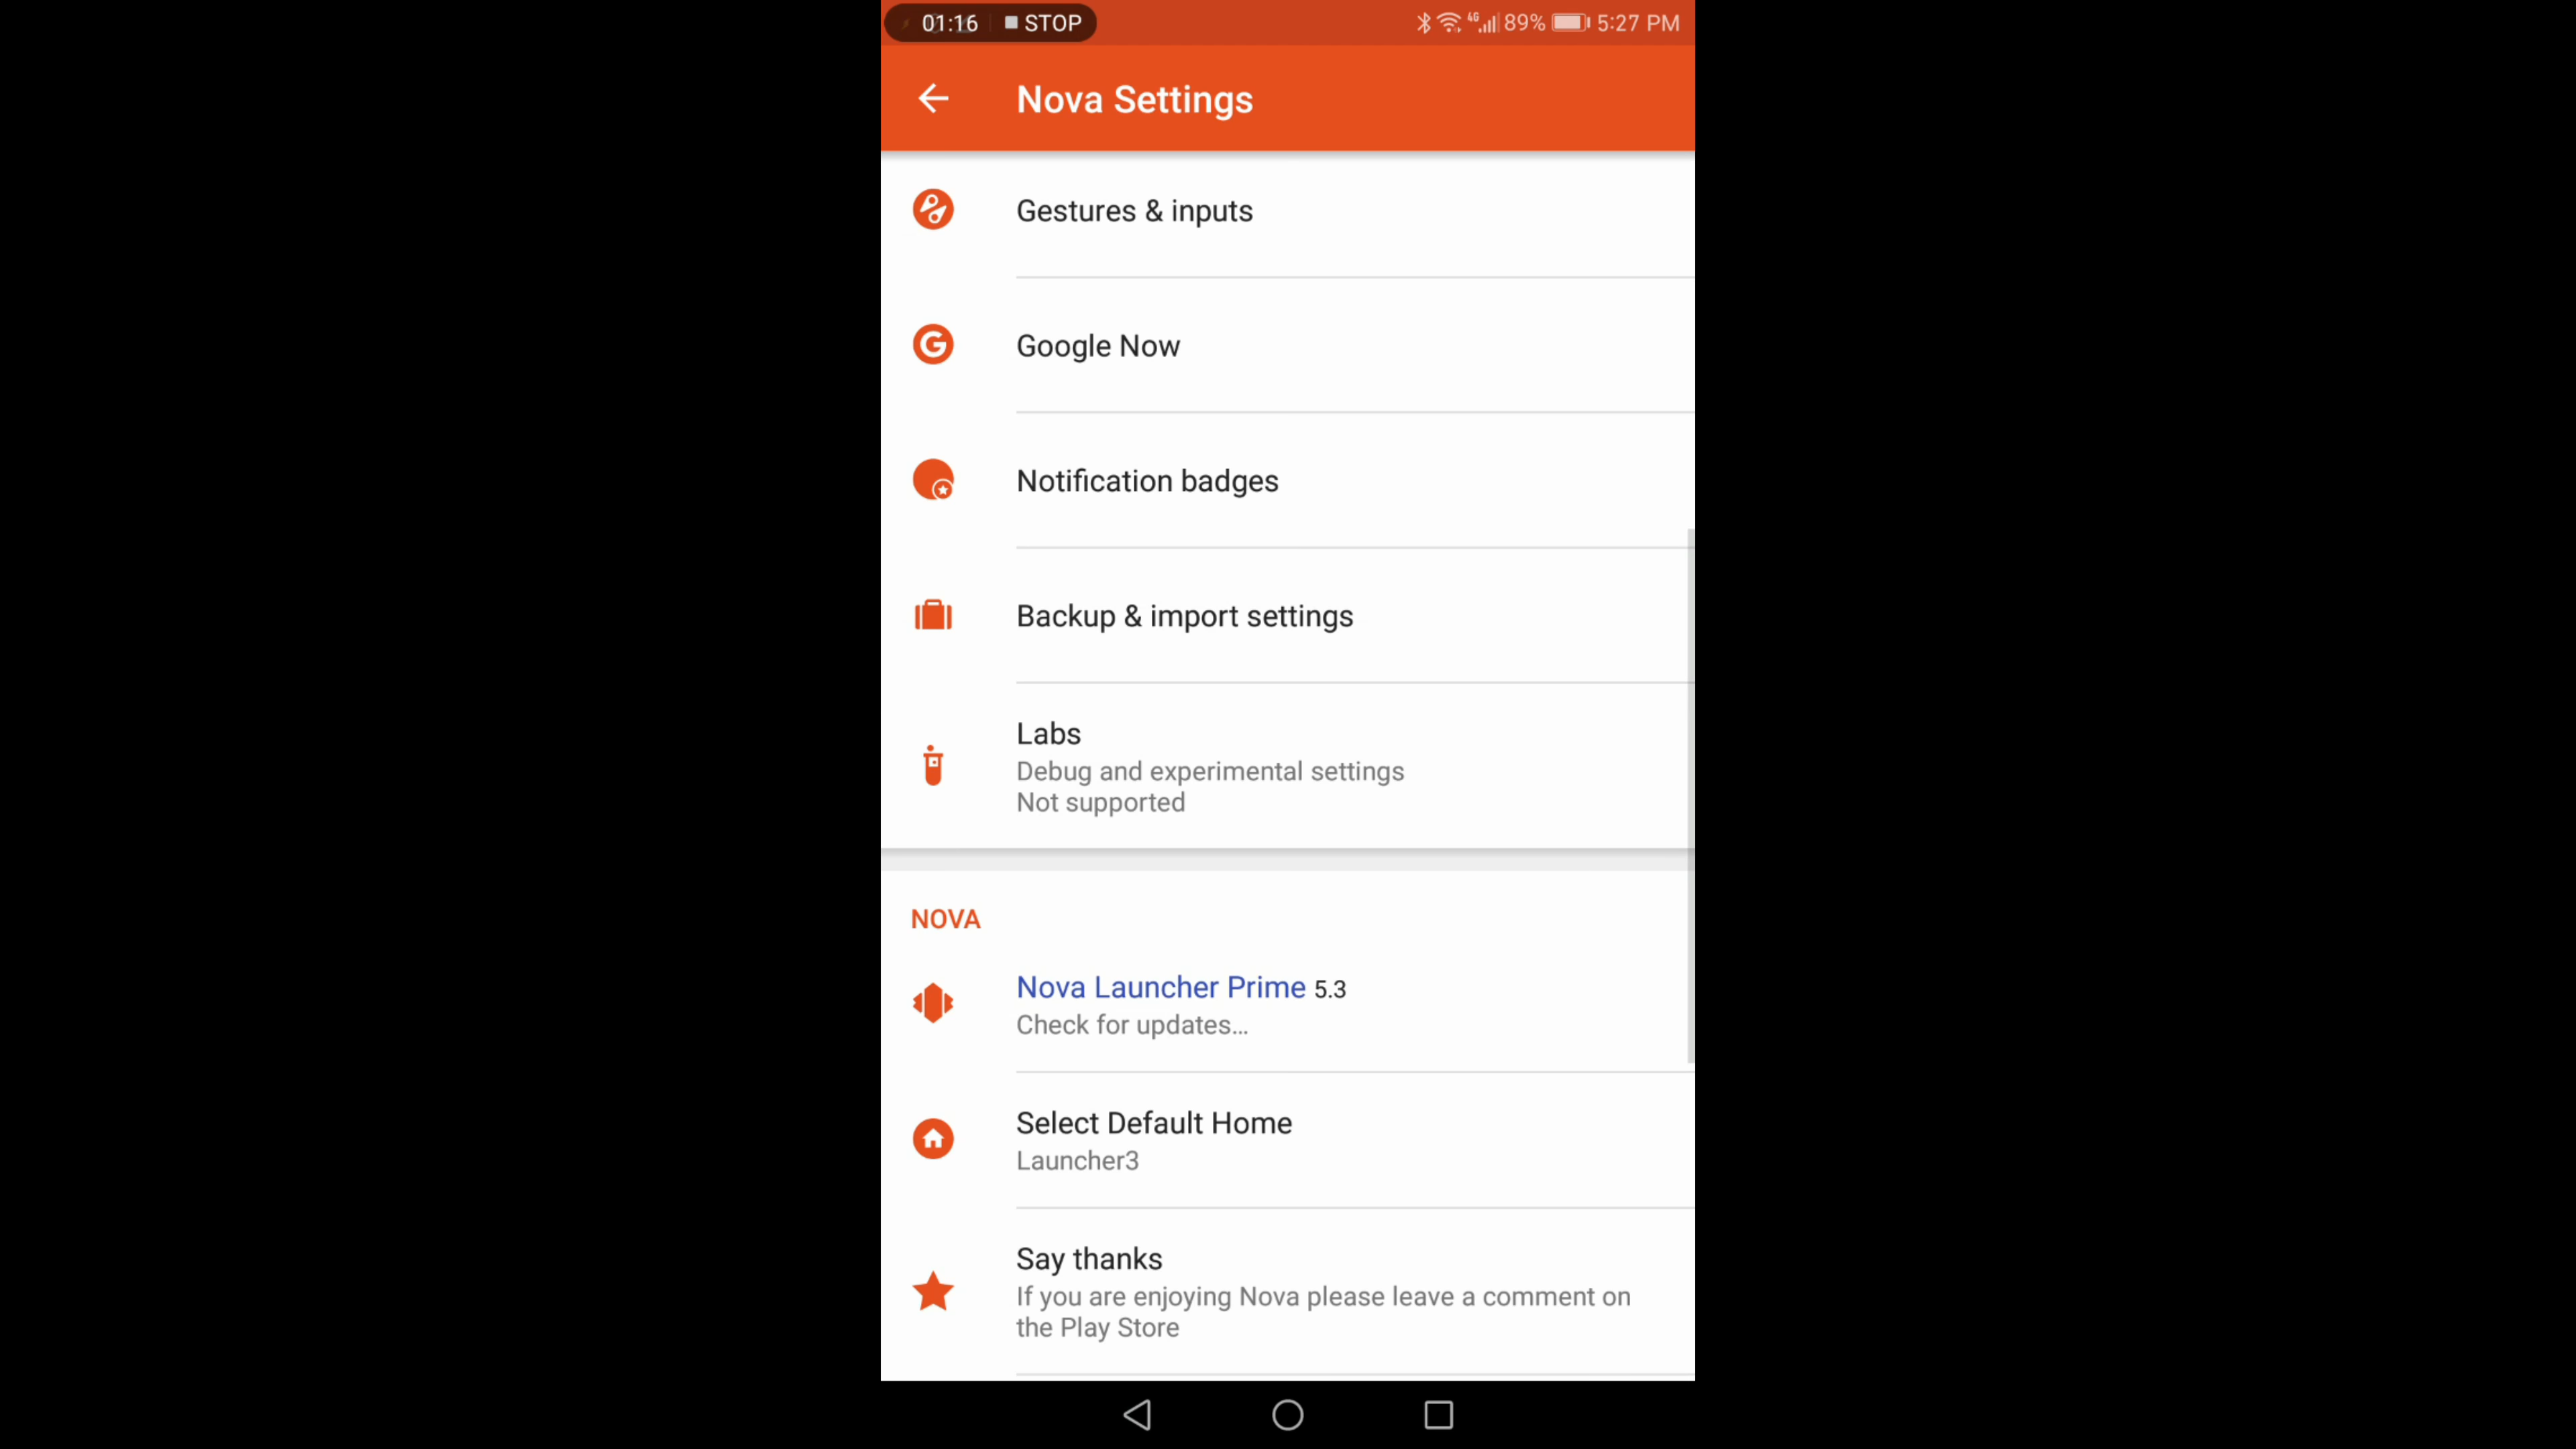 01:16 STOP 4G 89% 5:27 PM
Nova Settings
Gestures & inputs
Google Now
Notification badges
Backup & import settings
Labs
Debug and experimental settings
Not supported
NOVA
Nova Launcher Prime 5.3
Check for updates…
Select Default Home
Launcher3
Say thanks
If you are enjoying Nova please leave a comment on
the Play Store